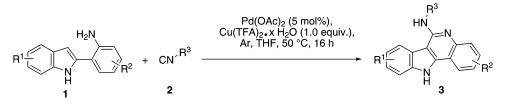 Pd(OAc)₂ (5 mol%),
Cu(TFA)₂• x H₂O (1.0 equiv.),
Ar, THF, 50 °C, 16 h
R¹
N
H
H₂N
R²
1
+
CN
R³
2
R³
HN
N
R¹
N
H
R²
3